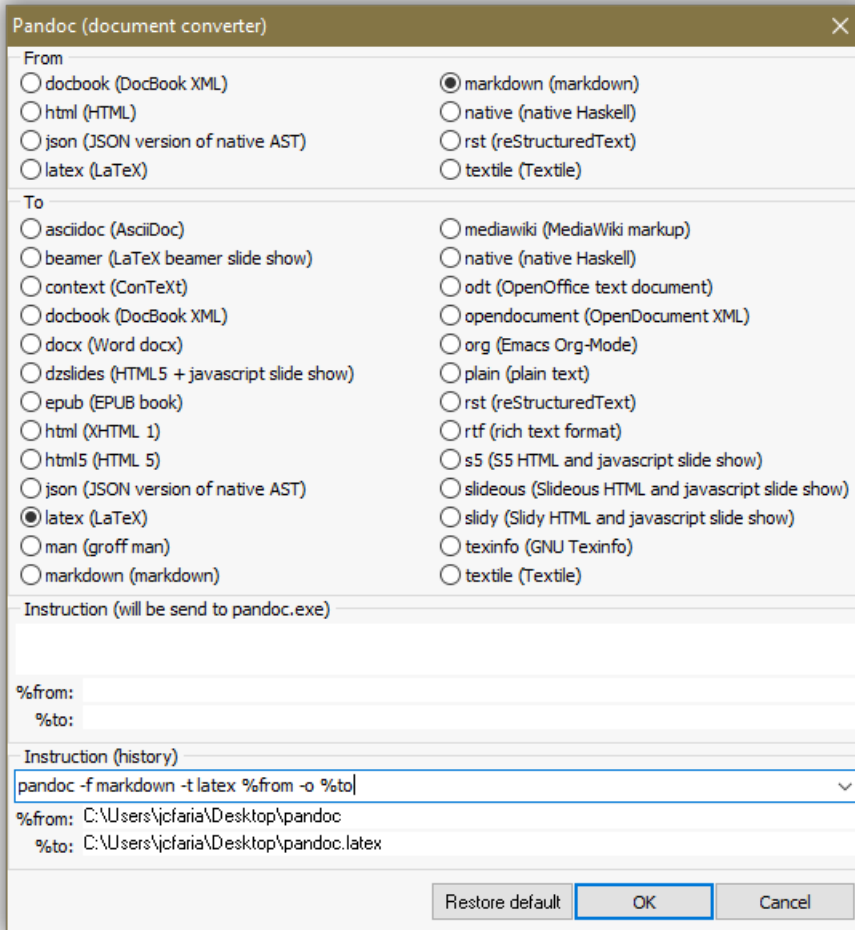 Pandoc (document converter)
From
docbook (DocBook XML)
html (HTML)
json (JSON version of native AST)
latex (LaTeX)
markdown (markdown)
native (native Haskell)
rst (reStructuredText)
textile (Textile)
To
asciidoc (AsciiDoc)
beamer (LaTeX beamer slide show)
context (ConTeXt)
docbook (DocBook XML)
docx (Word docx)
dzslides (HTML5 + javascript slide show)
epub (EPUB book)
html (XHTML 1)
html5 (HTML 5)
json (JSON version of native AST)
latex (LaTeX)
man (groff man)
markdown (markdown)
mediawiki (MediaWiki markup)
native (native Haskell)
odt (OpenOffice text document)
opendocument (OpenDocument XML)
org (Emacs Org-Mode)
plain (plain text)
rst (reStructuredText)
rtf (rich text format)
s5 (S5 HTML and javascript slide show)
slideous (Slideous HTML and javascript slide show)
slidy (Slidy HTML and javascript slide show)
texinfo (GNU Texinfo)
textile (Textile)
Instruction (will be send to pandoc.exe)
%from:
%to:
Instruction (history)
pandoc -f markdown -t latex %from -o %to
%from: C:\Users\jcfaria\Desktop\pandoc
%to: C:\Users\jcfaria\Desktop\pandoc.latex
Restore default OK Cancel